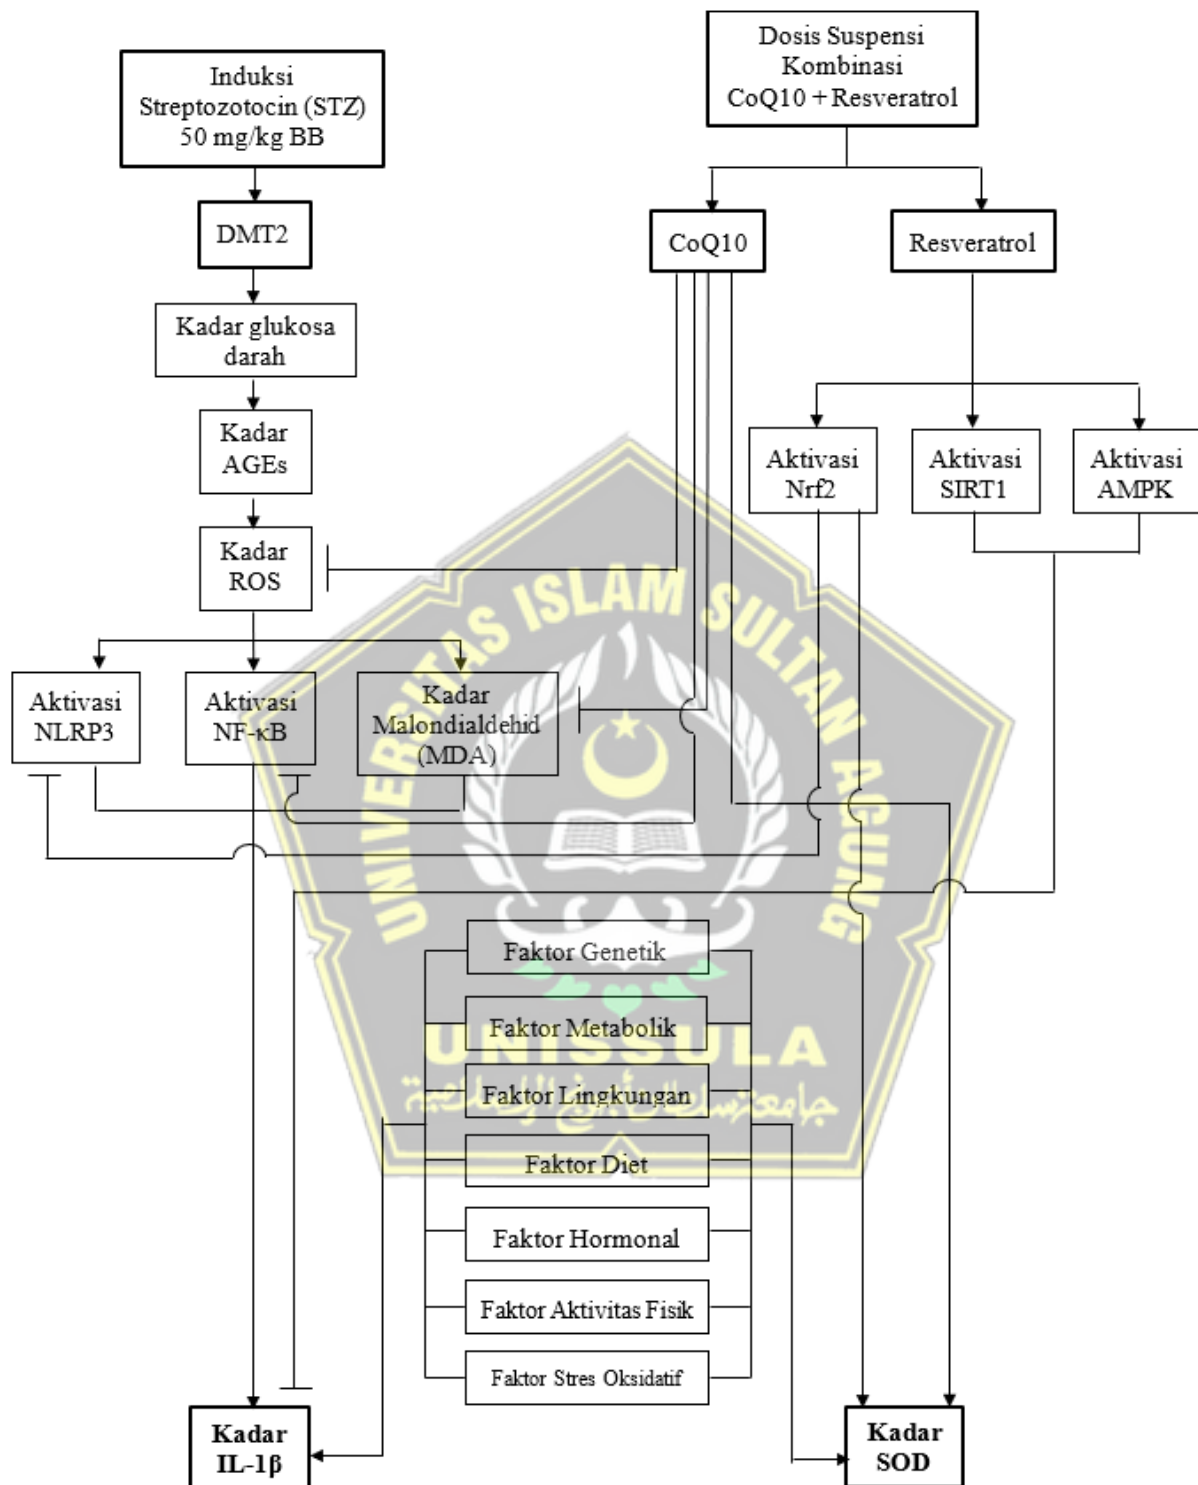 Dosis Suspensi
Kombinasi
CoQ10 + Resveratrol
Induksi
Streptozotocin (STZ)
50 mg/kg BB
DMT2
CoQ10
Resveratrol
Kadar glukosa
darah
Kadar
AGEs
Aktivasi
Nrf2
Aktivasi
SIRT1
Aktivasi
AMPK
Kadar
ROS
UNIVERSITAS ISLAM SULTAN AGUNG
Aktivasi
NLRP3
Aktivasi
NF-κB
Kadar
Malondialdehid
(MDA)
Faktor Genetik
Faktor Metabolik
UNISSULA
Faktor Lingkungan
Faktor Diet
Faktor Hormonal
Faktor Aktivitas Fisik
Faktor Stres Oksidatif
Kadar
IL-1β
Kadar
SOD